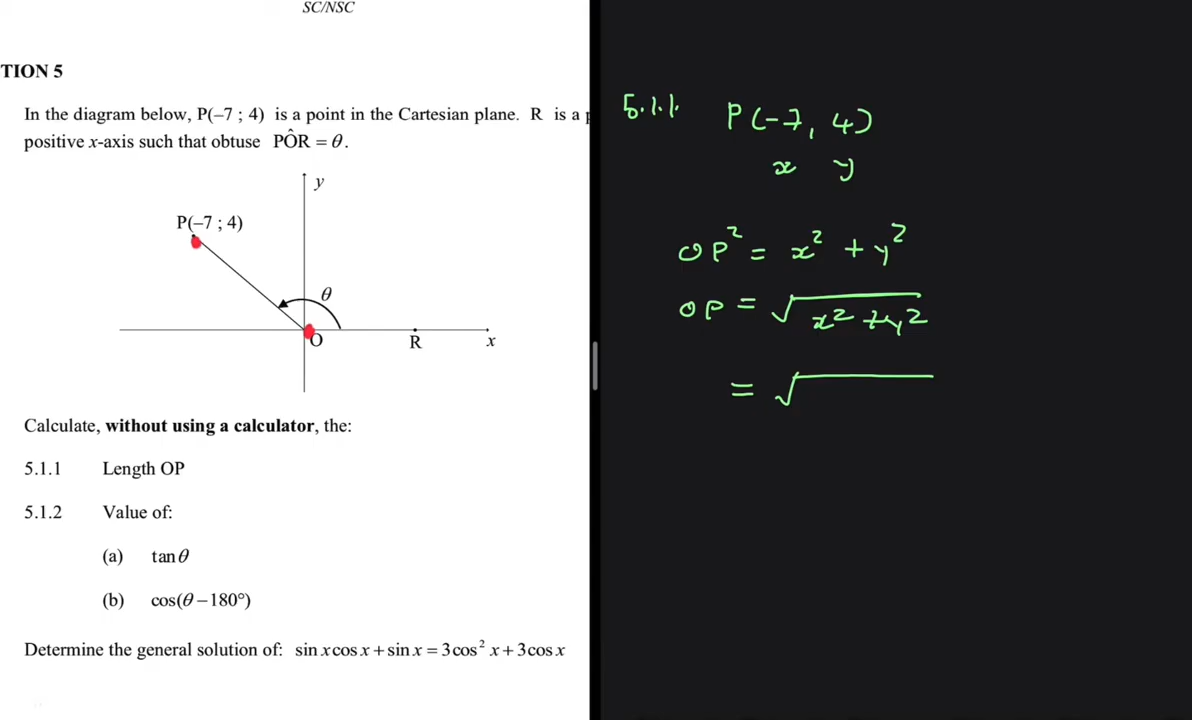 SC/NSC
TION 5
In the diagram below, P(–7 ; 4) is a point in the Cartesian plane. R is a p
positive x-axis such that obtuse PÔR = θ.
y
P(–7 ; 4)
θ
O
R
x
Calculate, without using a calculator, the:
5.1.1 Length OP
5.1.2 Value of:
(a) tan θ
(b) cos(θ – 180°)
Determine the general solution of: sin x cos x + sin x = 3cos² x + 3cos x
5.1.1. P(-7, 4)
x y
OP² = x² + y²
OP = √x² + y²
= √